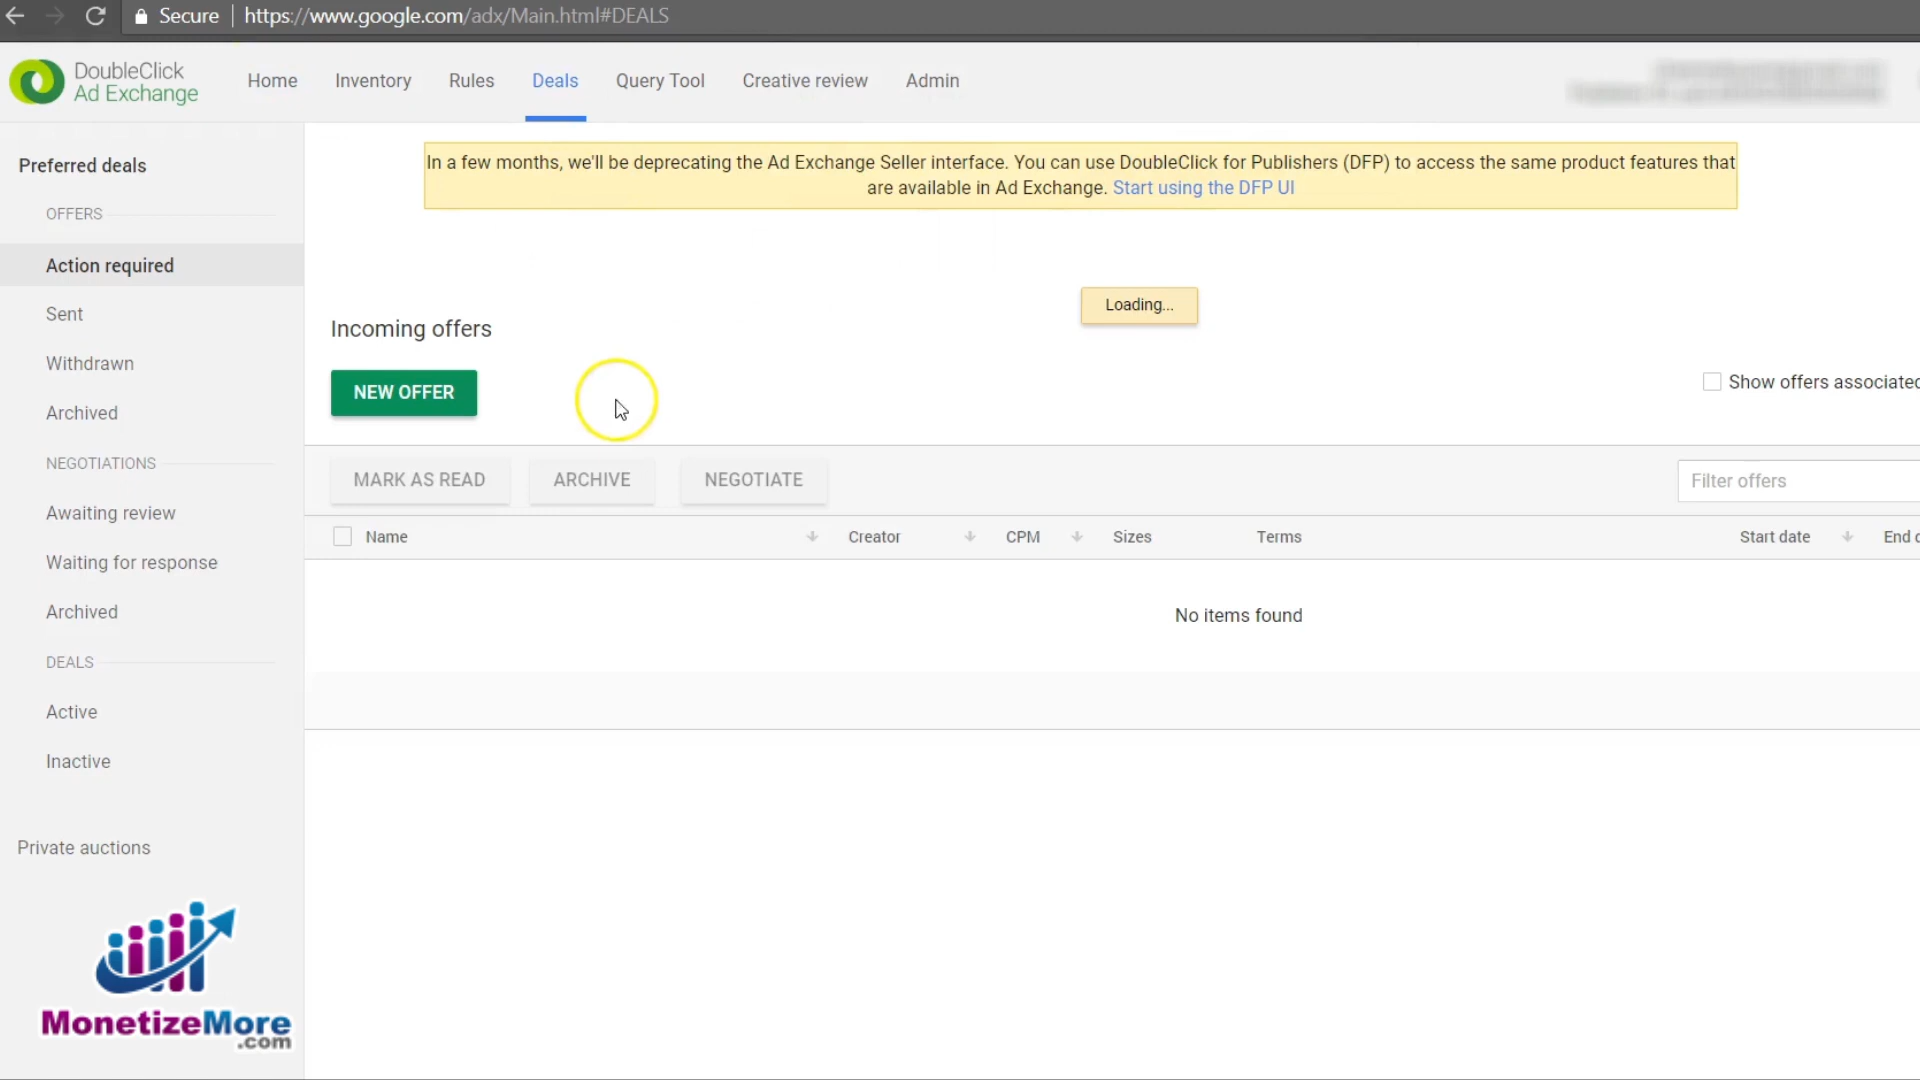 Secure | https://www.google.com/adx/Main.html#DEALS
DoubleClick
Ad Exchange
Home
Inventory
Rules
Deals
Query Tool
Creative review
Admin
Preferred deals
OFFERS
Action required
Sent
Withdrawn
Archived
NEGOTIATIONS
Awaiting review
Waiting for response
Archived
DEALS
Active
Inactive
Private auctions
MonetizeMore
.com
In a few months, we'll be deprecating the Ad Exchange Seller interface. You can use DoubleClick for Publishers (DFP) to access the same product features that
are available in Ad Exchange. Start using the DFP UI
Loading...
Incoming offers
NEW OFFER
Show offers associated
MARK AS READ
ARCHIVE
NEGOTIATE
Filter offers
Name
Creator
CPM
Sizes
Terms
Start date
End
No items found